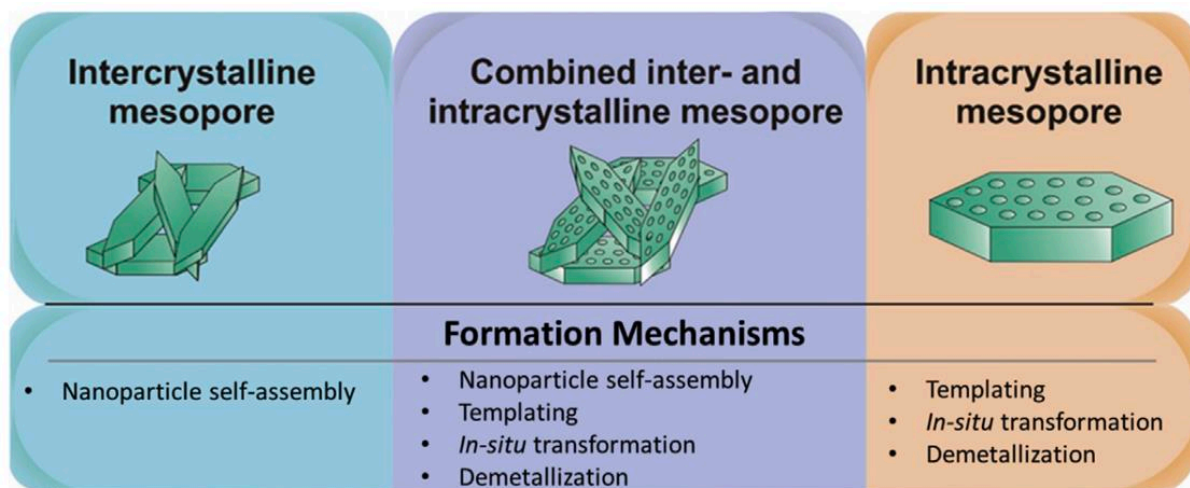 Intercrystalline
mesopore
Combined inter- and
intracrystalline mesopore
Intracrystalline
mesopore
Formation Mechanisms
• Nanoparticle self-assembly
• Nanoparticle self-assembly
• Templating
• In-situ transformation
• Demetallization
• Templating
• In-situ transformation
• Demetallization